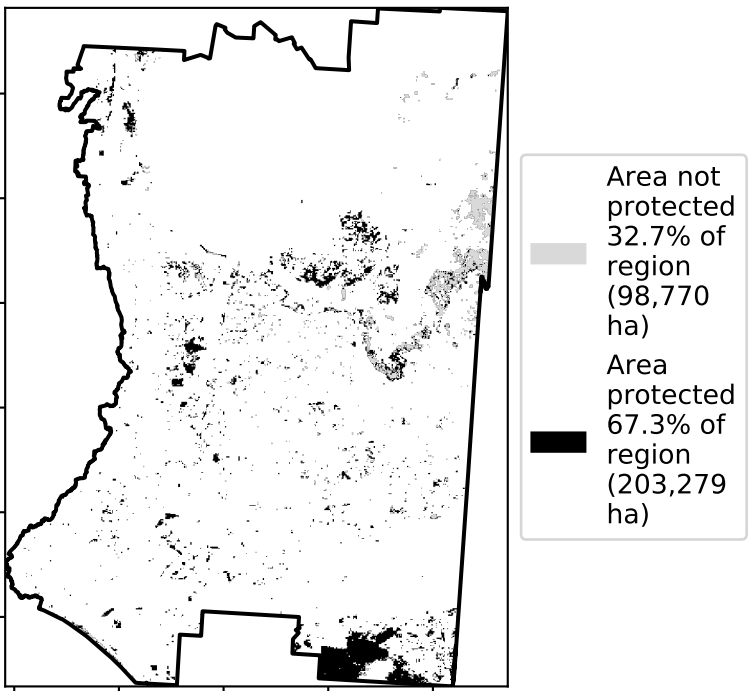 Area not
protected
32.7% of
region
(98,770
ha)
Area
protected
67.3% of
region
(203,279
ha)